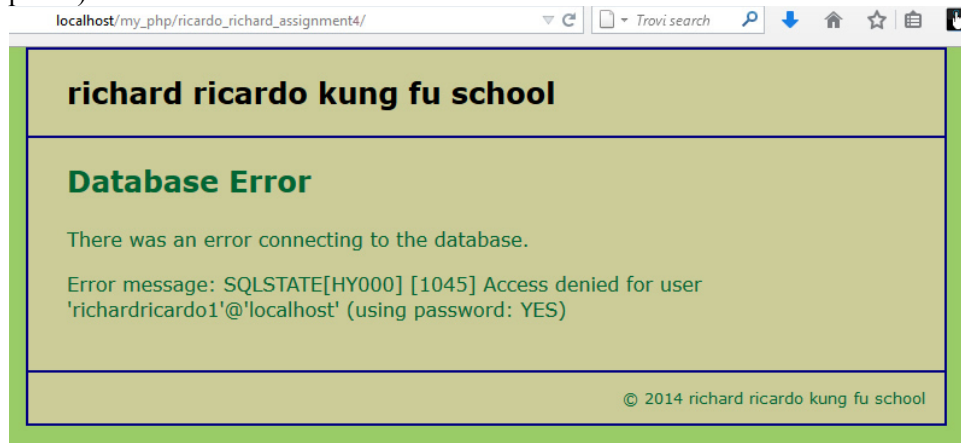 localhost/my_php/ricardo_richard_assignment4/ Trovi search
richard ricardo kung fu school
Database Error
There was an error connecting to the database.
Error message: SQLSTATE[HY000] [1045] Access denied for user
'richardricardo1'@'localhost' (using password: YES)
© 2014 richard ricardo kung fu school